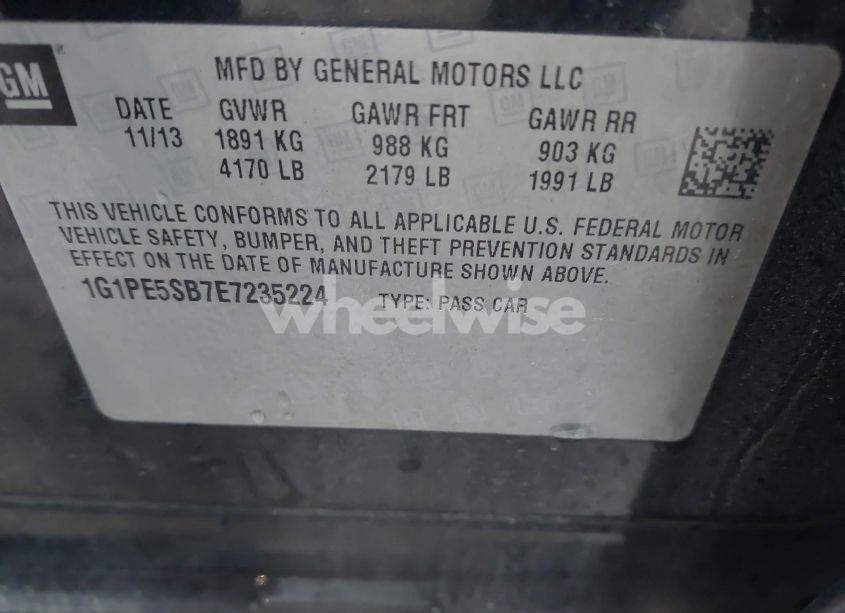 GM
MFD BY GENERAL MOTORS LLC
DATE GVWR GAWR FRT GAWR RR
11/13 1891 KG 988 KG 903 KG
4170 LB 2179 LB 1991 LB
THIS VEHICLE CONFORMS TO ALL APPLICABLE U.S. FEDERAL MOTOR
VEHICLE SAFETY, BUMPER, AND THEFT PREVENTION STANDARDS IN
EFFECT ON THE DATE OF MANUFACTURE SHOWN ABOVE.
1G1PE5SB7E7235224 TYPE: PASS CAR
wheelwise